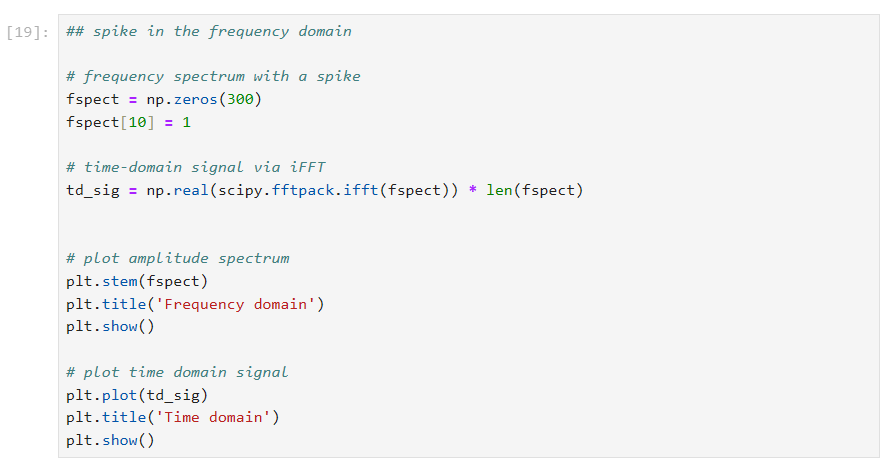 [19]:
## spike in the frequency domain
# frequency spectrum with a spike
fspect = np.zeros(300)
fspect[10] = 1
# time-domain signal via iFFT
td_sig = np.real(scipy.fftpack.ifft(fspect)) * len(fspect)
# plot amplitude spectrum
plt.stem(fspect)
plt.title('Frequency domain')
plt.show()
# plot time domain signal
plt.plot(td_sig)
plt.title('Time domain')
plt.show()